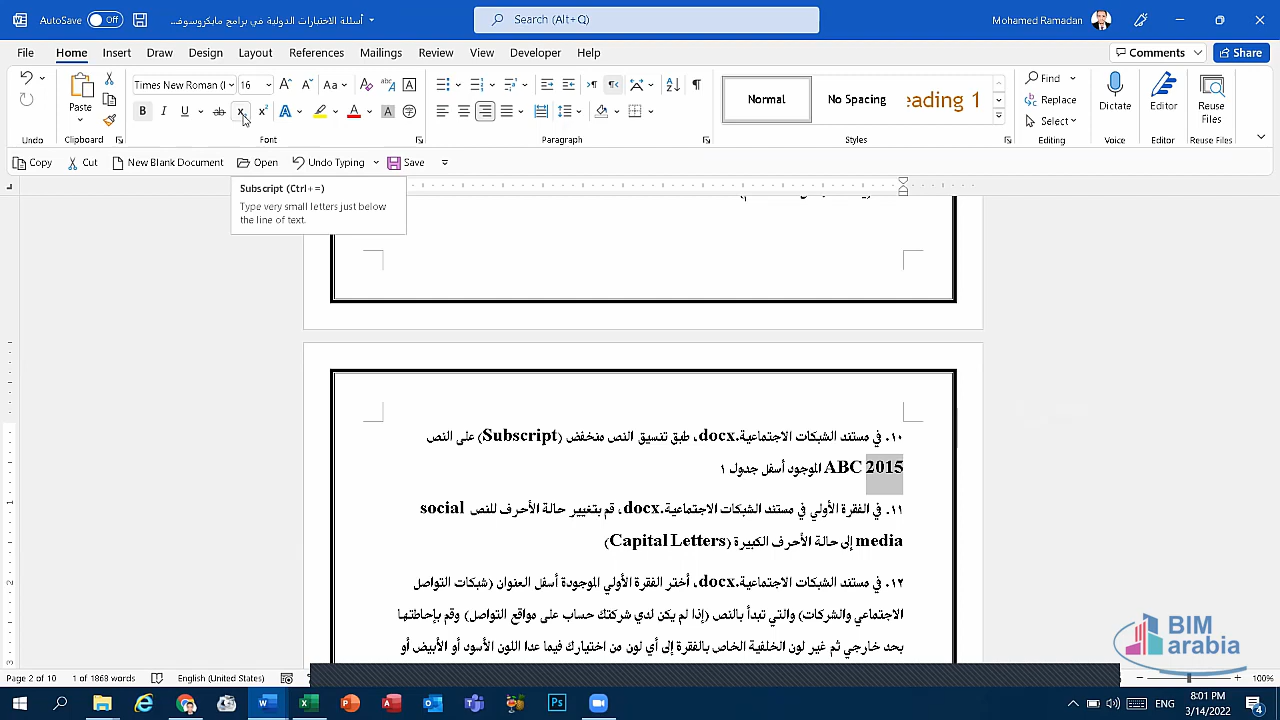 AutoSave Off أسئلة الاختبارات الدولية في برامج مايكروسوف... Search (Alt+Q) Mohamed Ramadan
File Home Insert Draw Design Layout References Mailings Review View Developer Help Comments Share
Paste Times New Roman ( 16 Normal No Spacing eading 1 Find Replace Select Dictate Editor Reuse Files
Clipboard Font Paragraph Styles Editing Voice Editor Reuse Files
Copy Cut New Blank Document Open Undo Typing Save
Subscript (Ctrl+=)
Type very small letters just below
the line of text.
١٠. في مستند الشبكات الاجتماعية.docx، طبق تنسيق النص منخفض (Subscript) على النص
ABC 2015 الموجود أسفل جدول ١
١١. في الفقرة الأولي في مستند الشبكات الاجتماعية.docx، قم بتغيير حالة الأحرف للنص social
media إلى حالة الأحرف الكبيرة (Capital Letters)
١٢. في مستند الشبكات الاجتماعية.docx، أختر الفقرة الأولي الموجودة أسفل العنوان (شبكات التواصل
الاجتماعي والشركات) والتي تبدأ بالنص (إذا لم يكن لدي شركتك حساب على مواقع التواصل) وقم بإحاطتها
بحد خارجي ثم غير لون الخلفية الخاص بالفقرة إلى أي لون من اختيارك فيما عدا اللون الأسود أو الأبيض أو
BIM
arabia
Page 2 of 10 1 of 1868 words English (United States) 100%
ENG 8:01 PM
3/14/2022